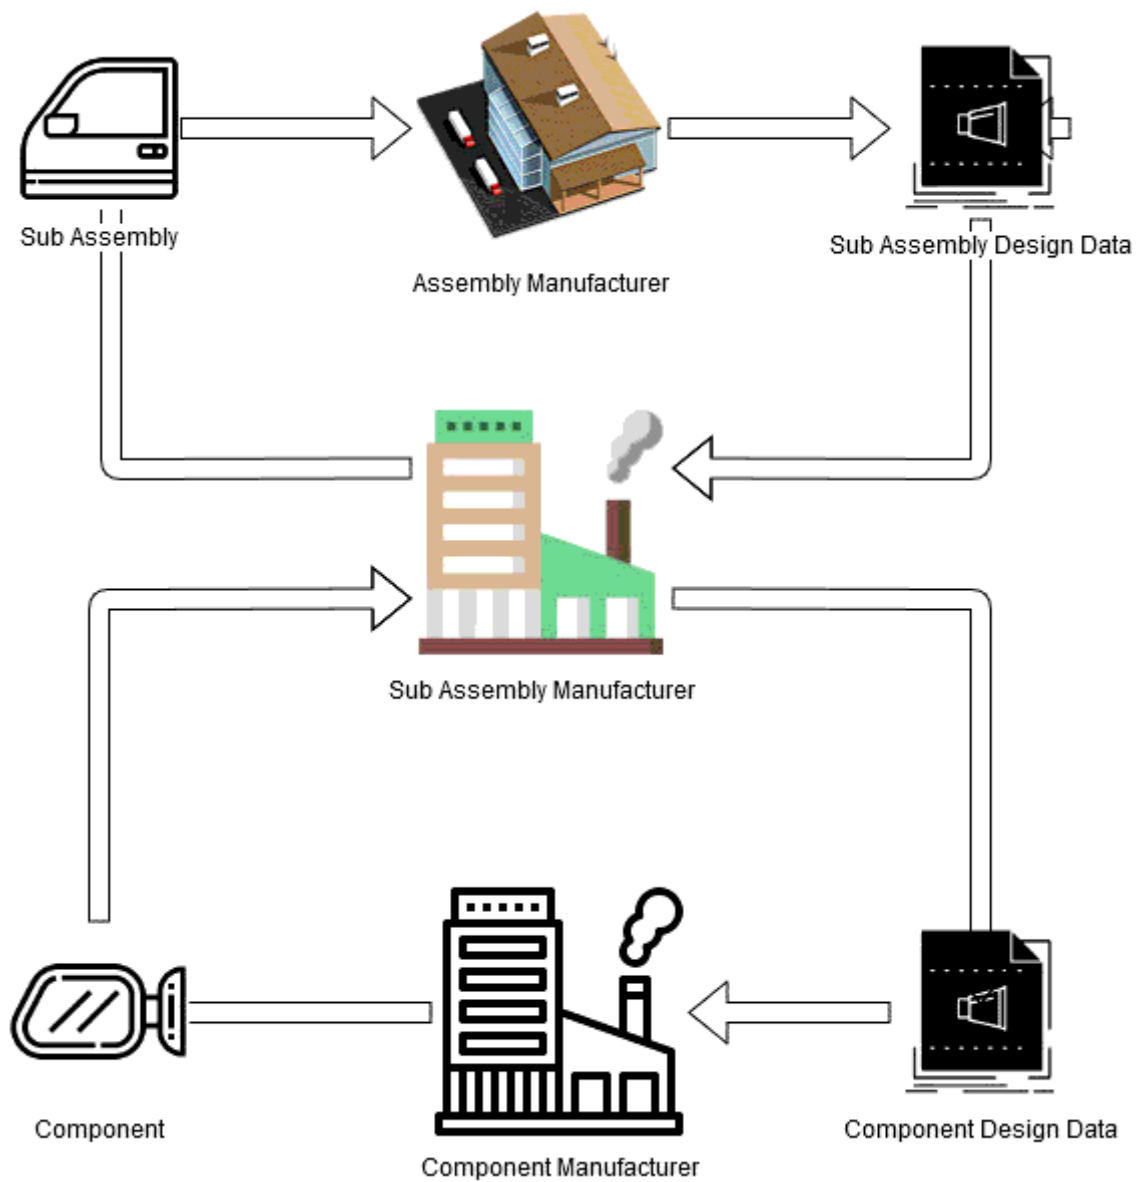 Sub Assembly
Sub Assembly Design Data
Assembly Manufacturer
Sub Assembly Manufacturer
Component
Component Design Data
Component Manufacturer